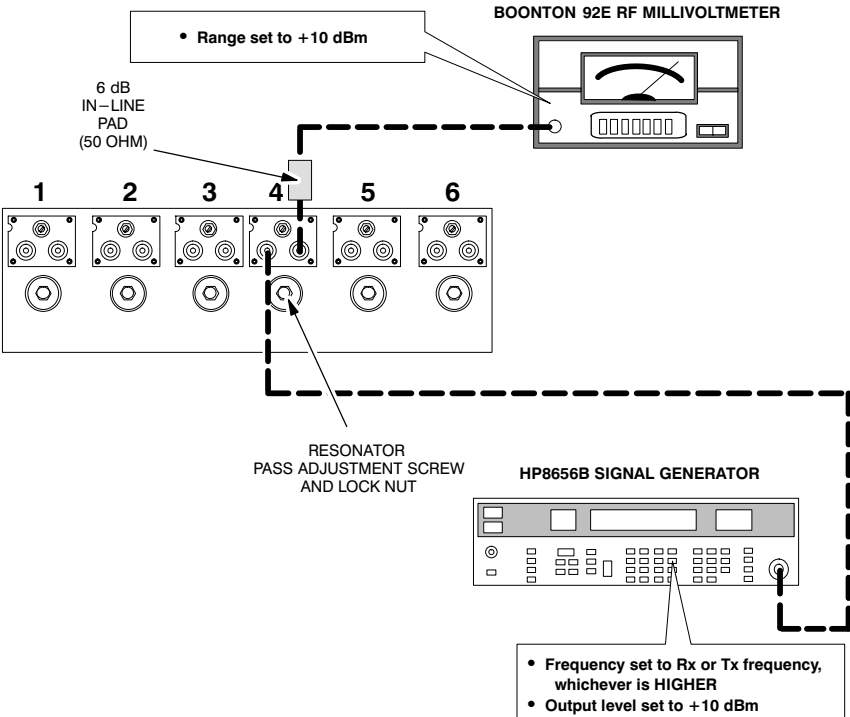 BOONTON 92E RF MILLIVOLTMETER
• Range set to +10 dBm
6 dB
IN−LINE
PAD
(50 OHM)
1 2 3 4 5 6
RESONATOR
PASS ADJUSTMENT SCREW
AND LOCK NUT
HP8656B SIGNAL GENERATOR
• Frequency set to Rx or Tx frequency,
whichever is HIGHER
• Output level set to +10 dBm